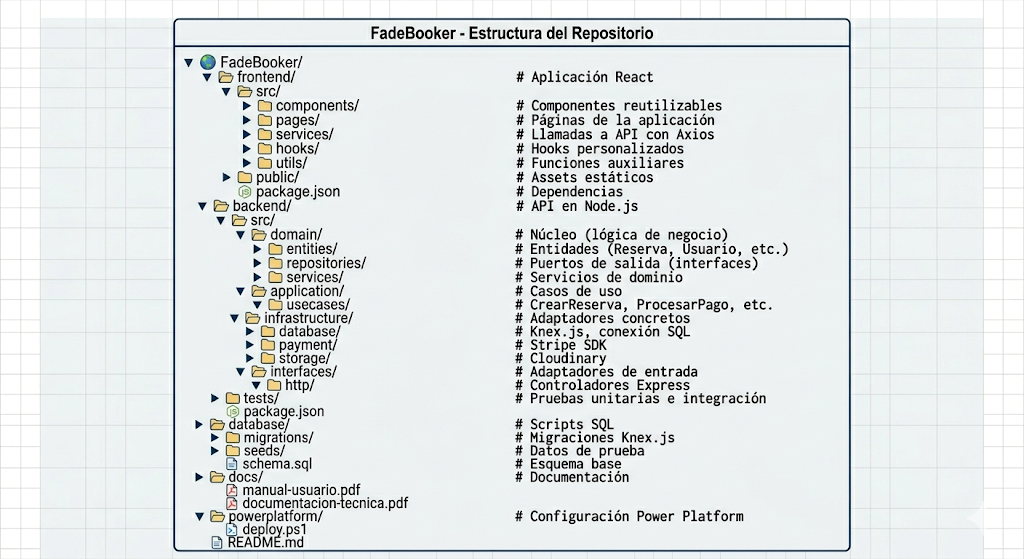 FadeBooker - Estructura del Repositorio
FadeBooker/
frontend/ # Aplicación React
src/
components/ # Componentes reutilizables
pages/ # Páginas de la aplicación
services/ # Llamadas a API con Axios
hooks/ # Hooks personalizados
utils/ # Funciones auxiliares
public/ # Assets estáticos
package.json # Dependencias
backend/ # API en Node.js
src/
domain/ # Núcleo (lógica de negocio)
entities/ # Entidades (Reserva, Usuario, etc.)
repositories/ # Puertos de salida (interfaces)
services/ # Servicios de dominio
application/ # Casos de uso
usecases/ # CrearReserva, ProcesarPago, etc.
infrastructure/ # Adaptadores concretos
database/ # Knex.js, conexión SQL
payment/ # Stripe SDK
storage/ # Cloudinary
interfaces/ # Adaptadores de entrada
http/ # Controladores Express
tests/ # Pruebas unitarias e integración
package.json
database/ # Scripts SQL
migrations/ # Migraciones Knex.js
seeds/ # Datos de prueba
schema.sql # Esquema base
docs/ # Documentación
manual-usuario.pdf
documentacion-tecnica.pdf
powerplatform/ # Configuración Power Platform
deploy.ps1
README.md